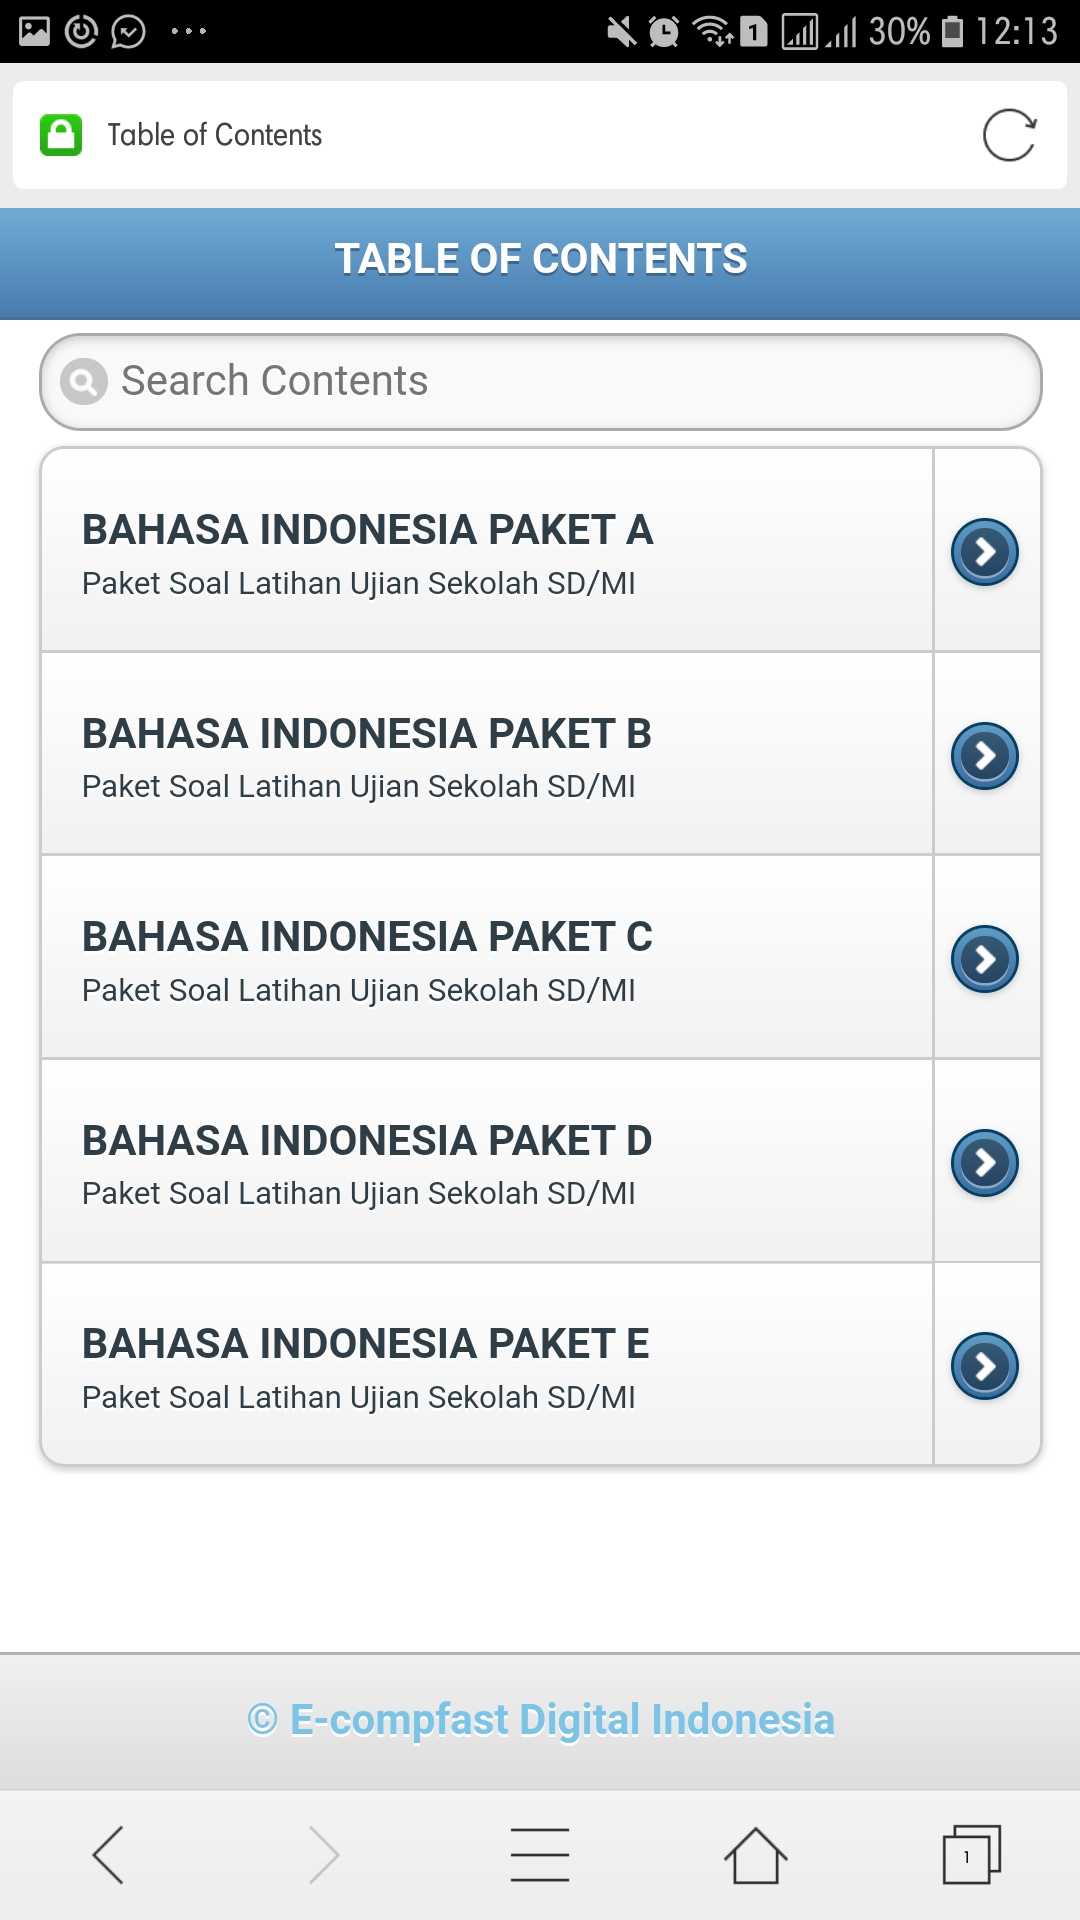 30% 12:13
Table of Contents
TABLE OF CONTENTS
Search Contents
BAHASA INDONESIA PAKET A
Paket Soal Latihan Ujian Sekolah SD/MI
BAHASA INDONESIA PAKET B
Paket Soal Latihan Ujian Sekolah SD/MI
BAHASA INDONESIA PAKET C
Paket Soal Latihan Ujian Sekolah SD/MI
BAHASA INDONESIA PAKET D
Paket Soal Latihan Ujian Sekolah SD/MI
BAHASA INDONESIA PAKET E
Paket Soal Latihan Ujian Sekolah SD/MI
© E-compfast Digital Indonesia
1